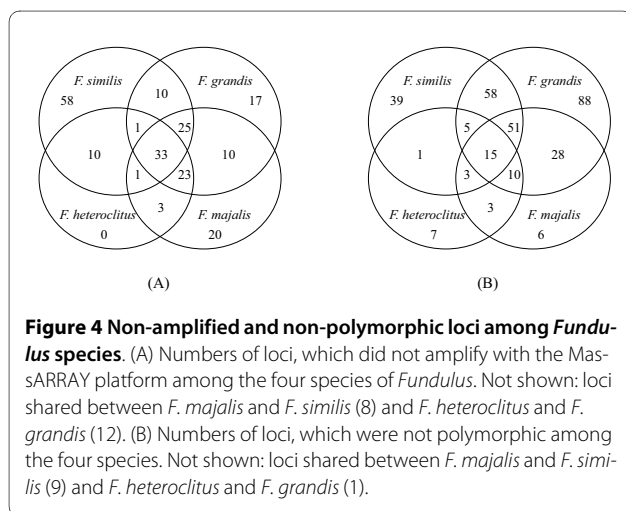 F. similis F. grandis F. similis F. grandis
58 10 17 39 58 88
1 25 5 51
10 33 10 1 15 28
1 23 3 10
F. heteroclitus 3 F. majalis F. heteroclitus 3 F. majalis
0 20 7 6
(A) (B)
Figure 4 Non-amplified and non-polymorphic loci among Fundu-
lus species. (A) Numbers of loci, which did not amplify with the Mas-
sARRAY platform among the four species of Fundulus. Not shown: loci
shared between F. majalis and F. similis (8) and F. heteroclitus and F.
grandis (12). (B) Numbers of loci, which were not polymorphic among
the four species. Not shown: loci shared between F. majalis and F. simi-
lis (9) and F. heteroclitus and F. grandis (1).